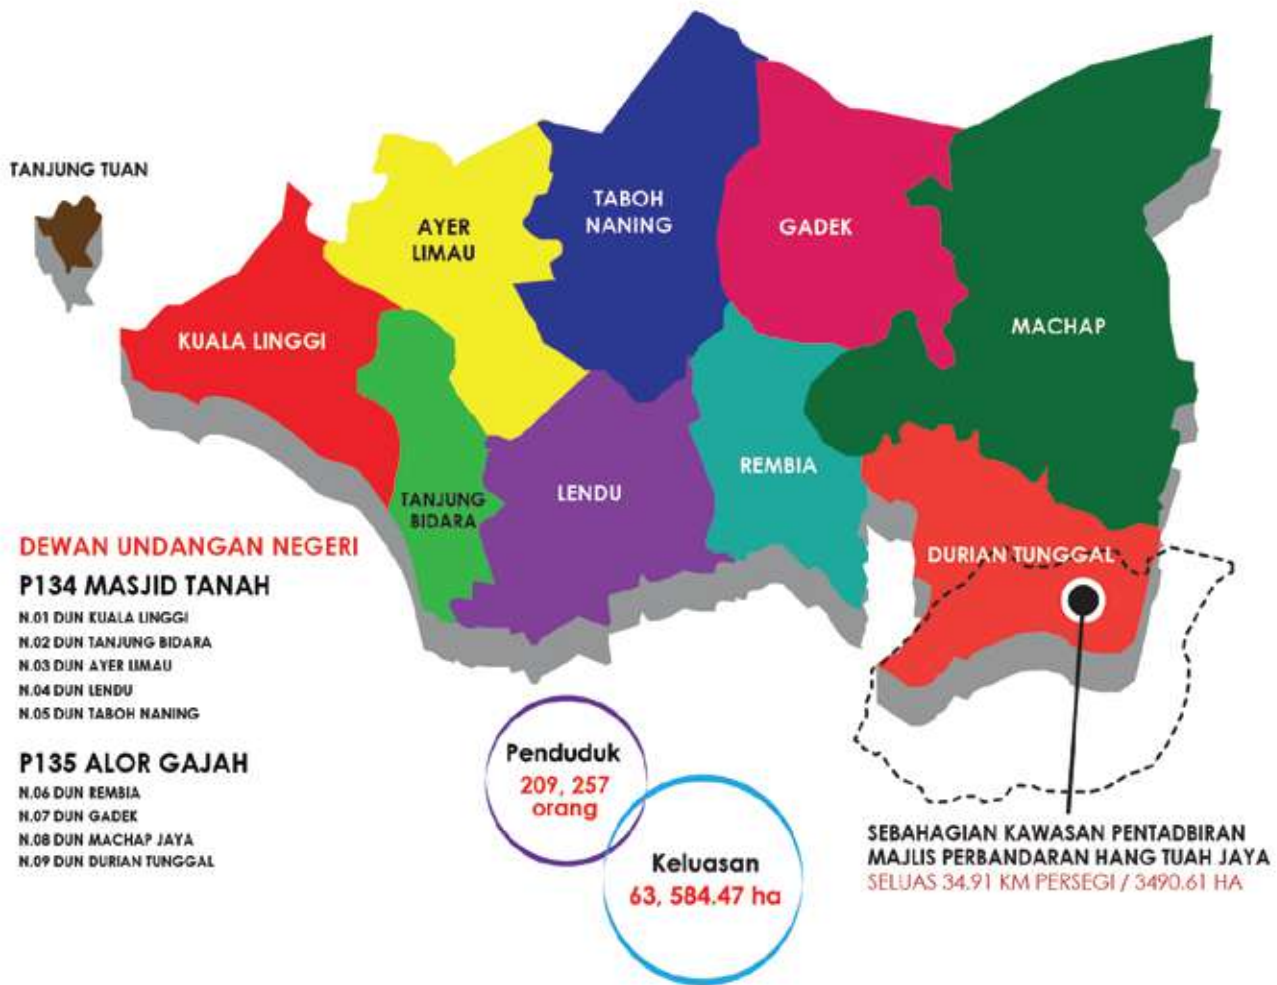 TANJUNG TUAN
AYER
LIMAU
TABOH
NANING
GADEK
KUALA LINGGI
MACHAP
TANJUNG
BIDARA
LENDU
REMBIA
DURIAN TUNGGAL
DEWAN UNDANGAN NEGERI
P134 MASJID TANAH
N.01 DUN KUALA LINGGI
N.02 DUN TANJUNG BIDARA
N.03 DUN AYER LIMAU
N.04 DUN LENDU
N.05 DUN TABOH NANING
P135 ALOR GAJAH
N.06 DUN REMBIA
N.07 DUN GADEK
N.08 DUN MACHAP JAYA
N.09 DUN DURIAN TUNGGAL
Penduduk
209, 257
orang
Keluasan
63, 584.47 ha
SEBAHAGIAN KAWASAN PENTADBIRAN
MAJLIS PERBANDARAN HANG TUAH JAYA
SELUAS 34.91 KM PERSEGI / 3490.61 HA